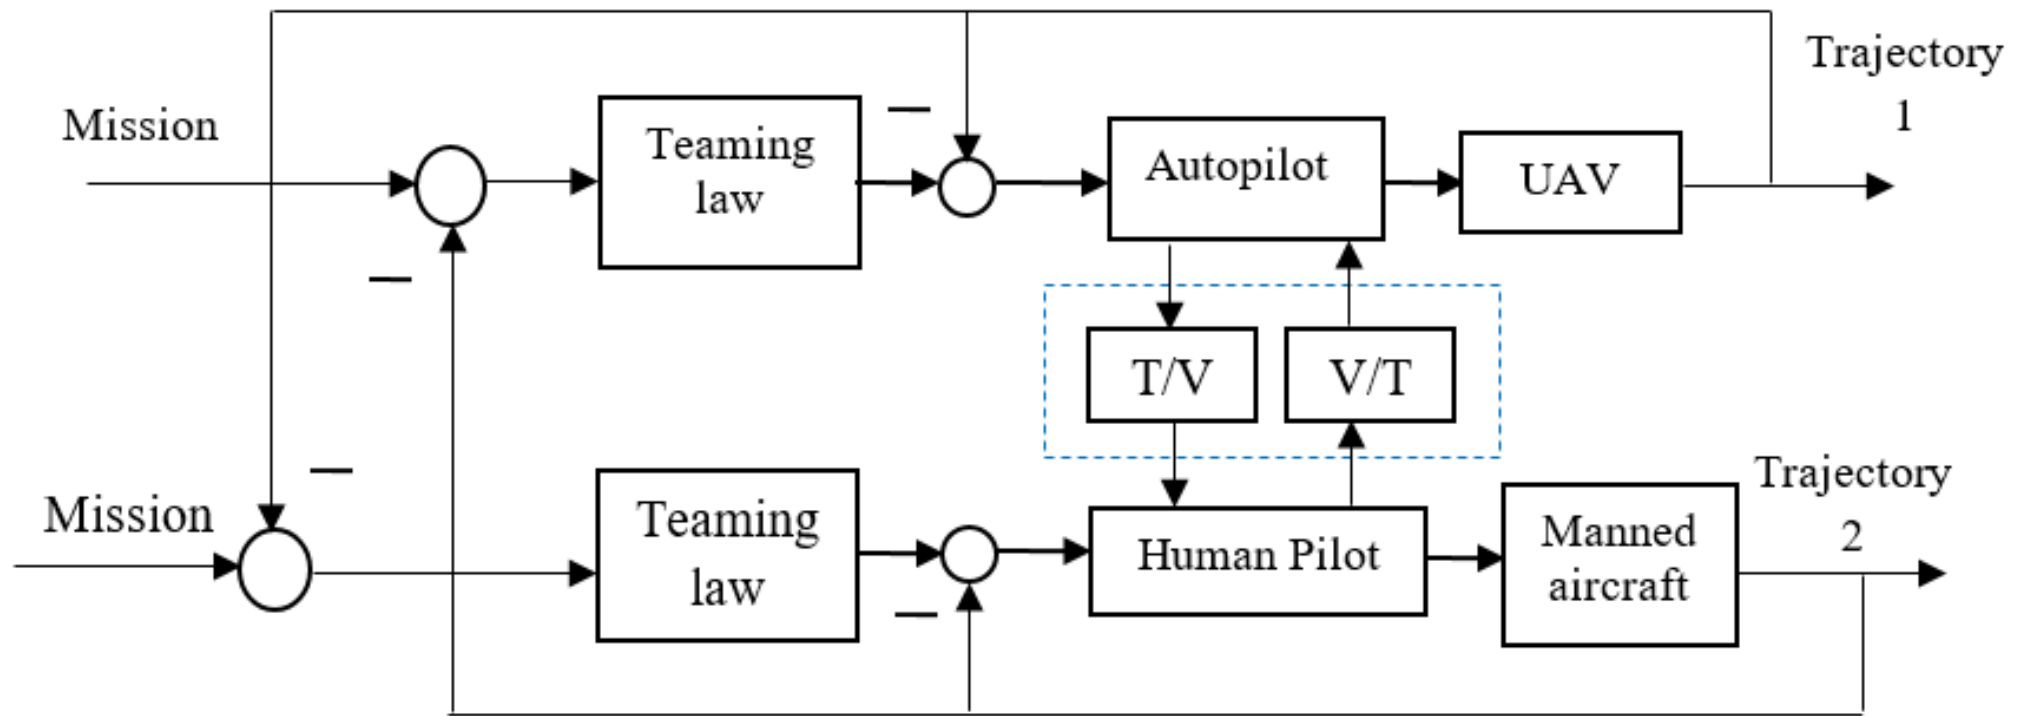 Trajectory
1
Mission
Teaming
law
Autopilot
UAV
T/V
V/T
Trajectory
2
Mission
Teaming
law
Human Pilot
Manned
aircraft